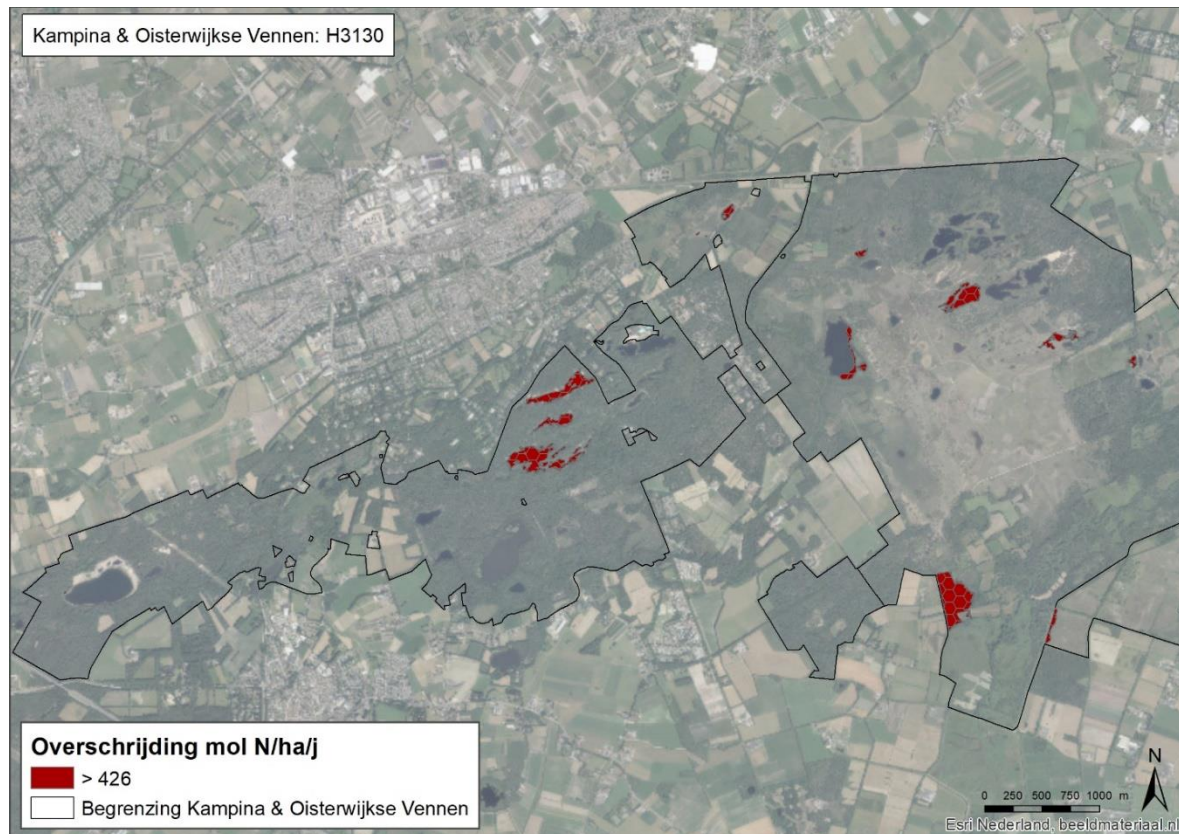 Kampina & Oisterwijkse Vennen: H3130
Overschrijding mol N/ha/j
> 426
Begrenzing Kampina & Oisterwijkse Vennen
N
0 250 500 750 1000 m
Esri Nederland, beeldmateriaal.nl